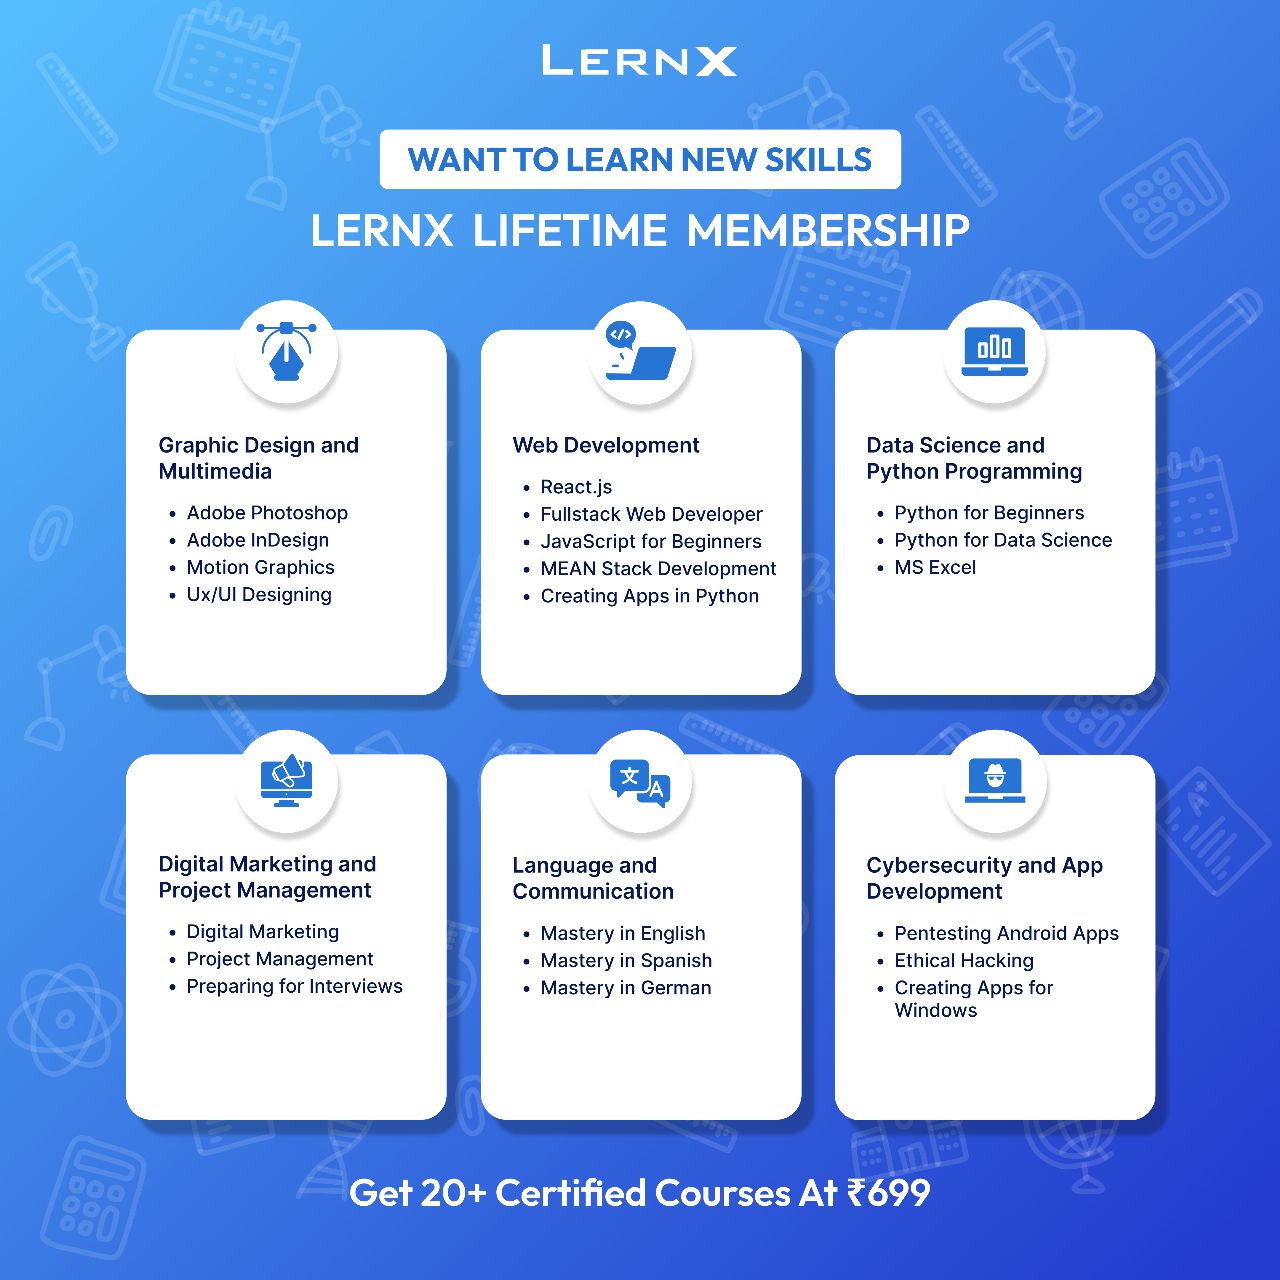 LERNX
WANT TO LEARN NEW SKILLS
LERNX LIFETIME MEMBERSHIP
Graphic Design and
Multimedia
• Adobe Photoshop
• Adobe InDesign
• Motion Graphics
• Ux/UI Designing
</>
Web Development
• React.js
• Fullstack Web Developer
• JavaScript for Beginners
• MEAN Stack Development
• Creating Apps in Python
Data Science and
Python Programming
• Python for Beginners
• Python for Data Science
• MS Excel
Digital Marketing and
Project Management
• Digital Marketing
• Project Management
• Preparing for Interviews
文 A
Language and
Communication
• Mastery in English
• Mastery in Spanish
• Mastery in German
Cybersecurity and App
Development
• Pentesting Android Apps
• Ethical Hacking
• Creating Apps for
Windows
A+
Get 20+ Certified Courses At ₹699